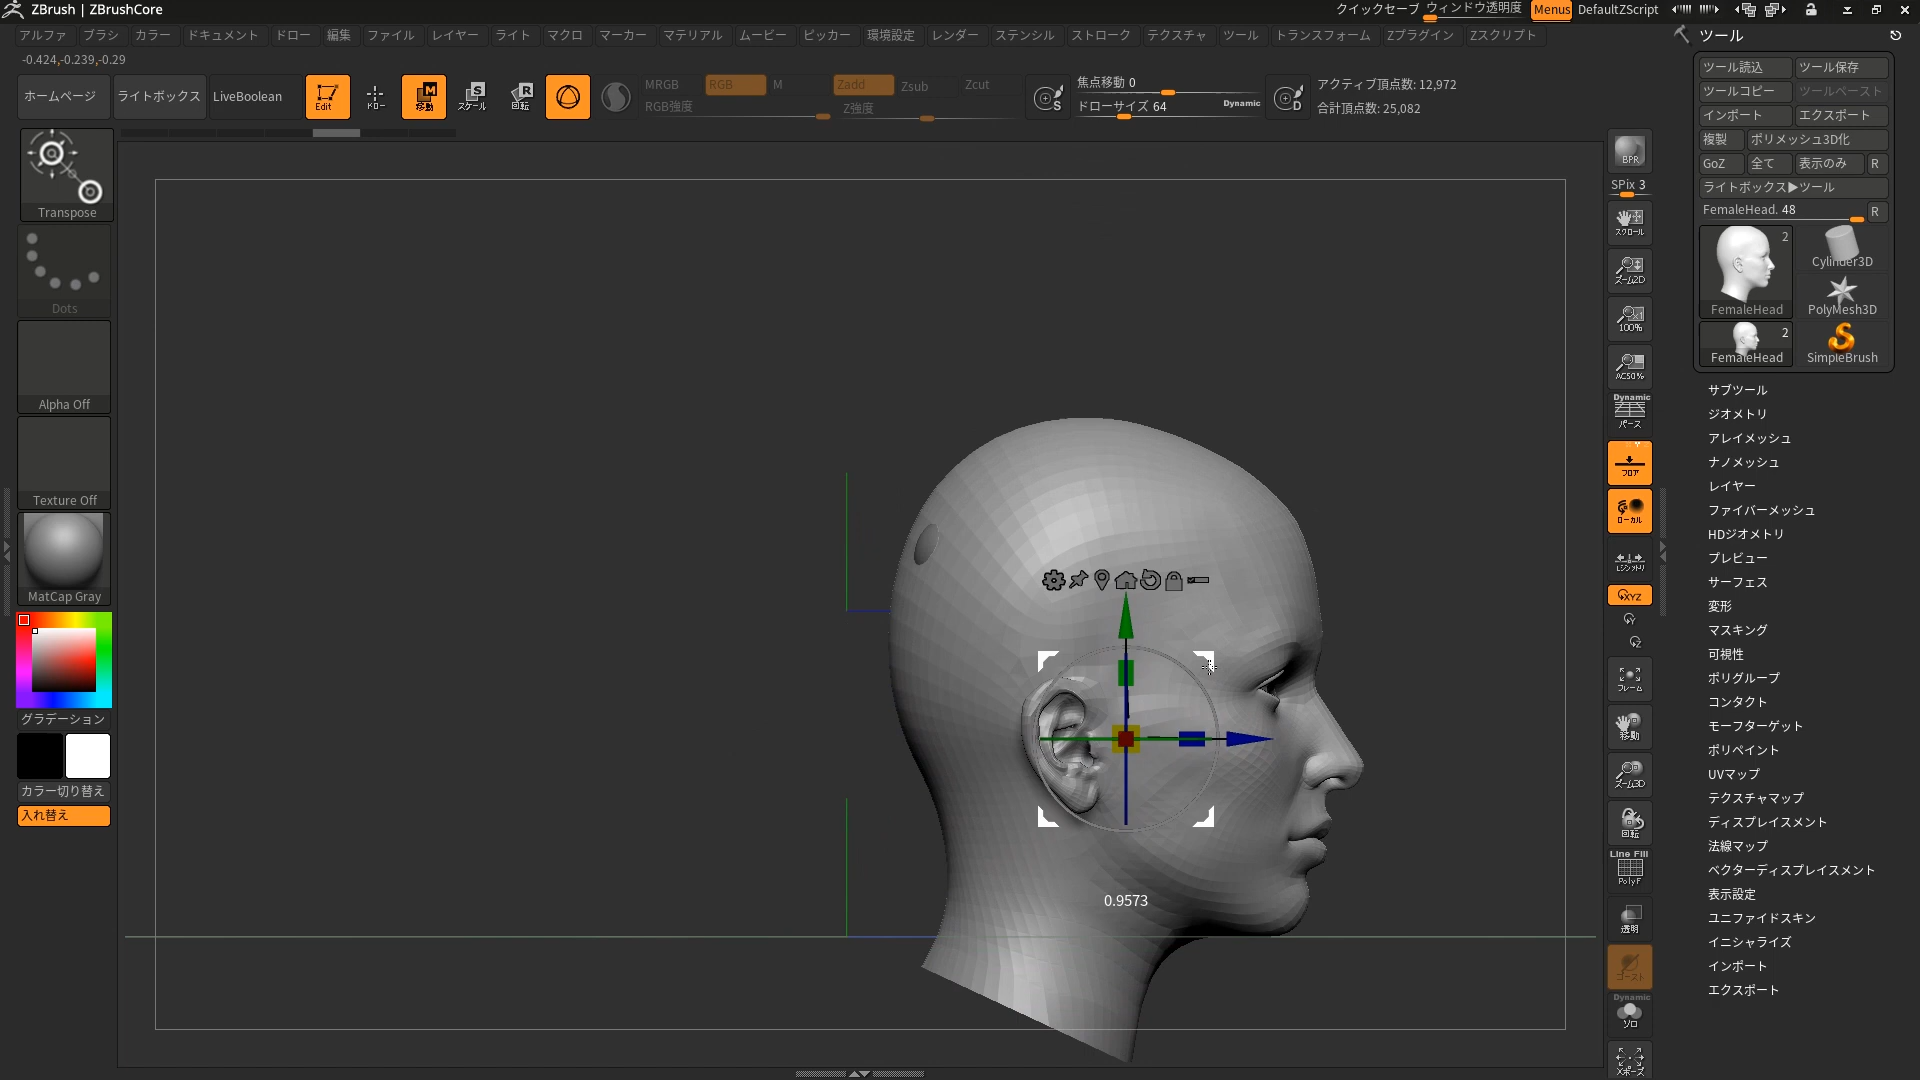 ZBrush | ZBrushCore
クイックセーブ ウィンドウ透明度 Menus DefaultZScript
アルファ ブラシ カラー ドキュメント ドロー 編集 ファイル レイヤー ライト マクロ マーカー マテリアル ムービー ピッカー 環境設定 レンダー ステンシル ストローク テクスチャ ツール トランスフォーム Zプラグイン Zスクリプト
ツール
-0.424,-0.239,-0.29
ホームページ ライトボックス LiveBoolean Edit ドロー 移動 スケール 回転
MRGB RGB M Zadd Zsub Zcut
RGB強度 Z強度
焦点移動 0
ドローサイズ 64 Dynamic
アクティブ頂点数: 12,972
合計頂点数: 25,082
ツール読込 ツール保存
ツールコピー ツールペースト
インポート エクスポート
複製 ポリメッシュ3D化
GoZ 全て 表示のみ R
ライトボックス▶ツール
FemaleHead. 48 R
2
FemaleHead
Cylinder3D
PolyMesh3D
2
FemaleHead
SimpleBrush
Transpose
Dots
Alpha Off
Texture Off
MatCap Gray
グラデーション
カラー切り替え
入れ替え
0.9573
BPR
SPix 3
スクロール
ズーム2D
100%
AC50%
Dynamic
パース
フロア
ローカル
XYZ
Y
Z
フレーム
移動
ズーム3D
回転
Line Fill
PolyF
透明
ゴースト
Dynamic
ソロ
Xポーズ
サブツール
ジオメトリ
アレイメッシュ
ナノメッシュ
レイヤー
ファイバーメッシュ
HDジオメトリ
プレビュー
サーフェス
変形
マスキング
可視性
ポリグループ
コンタクト
モーフターゲット
ポリペイント
UVマップ
テクスチャマップ
ディスプレイスメント
法線マップ
ベクターディスプレイスメント
表示設定
ユニファイドスキン
イニシャライズ
インポート
エクスポート